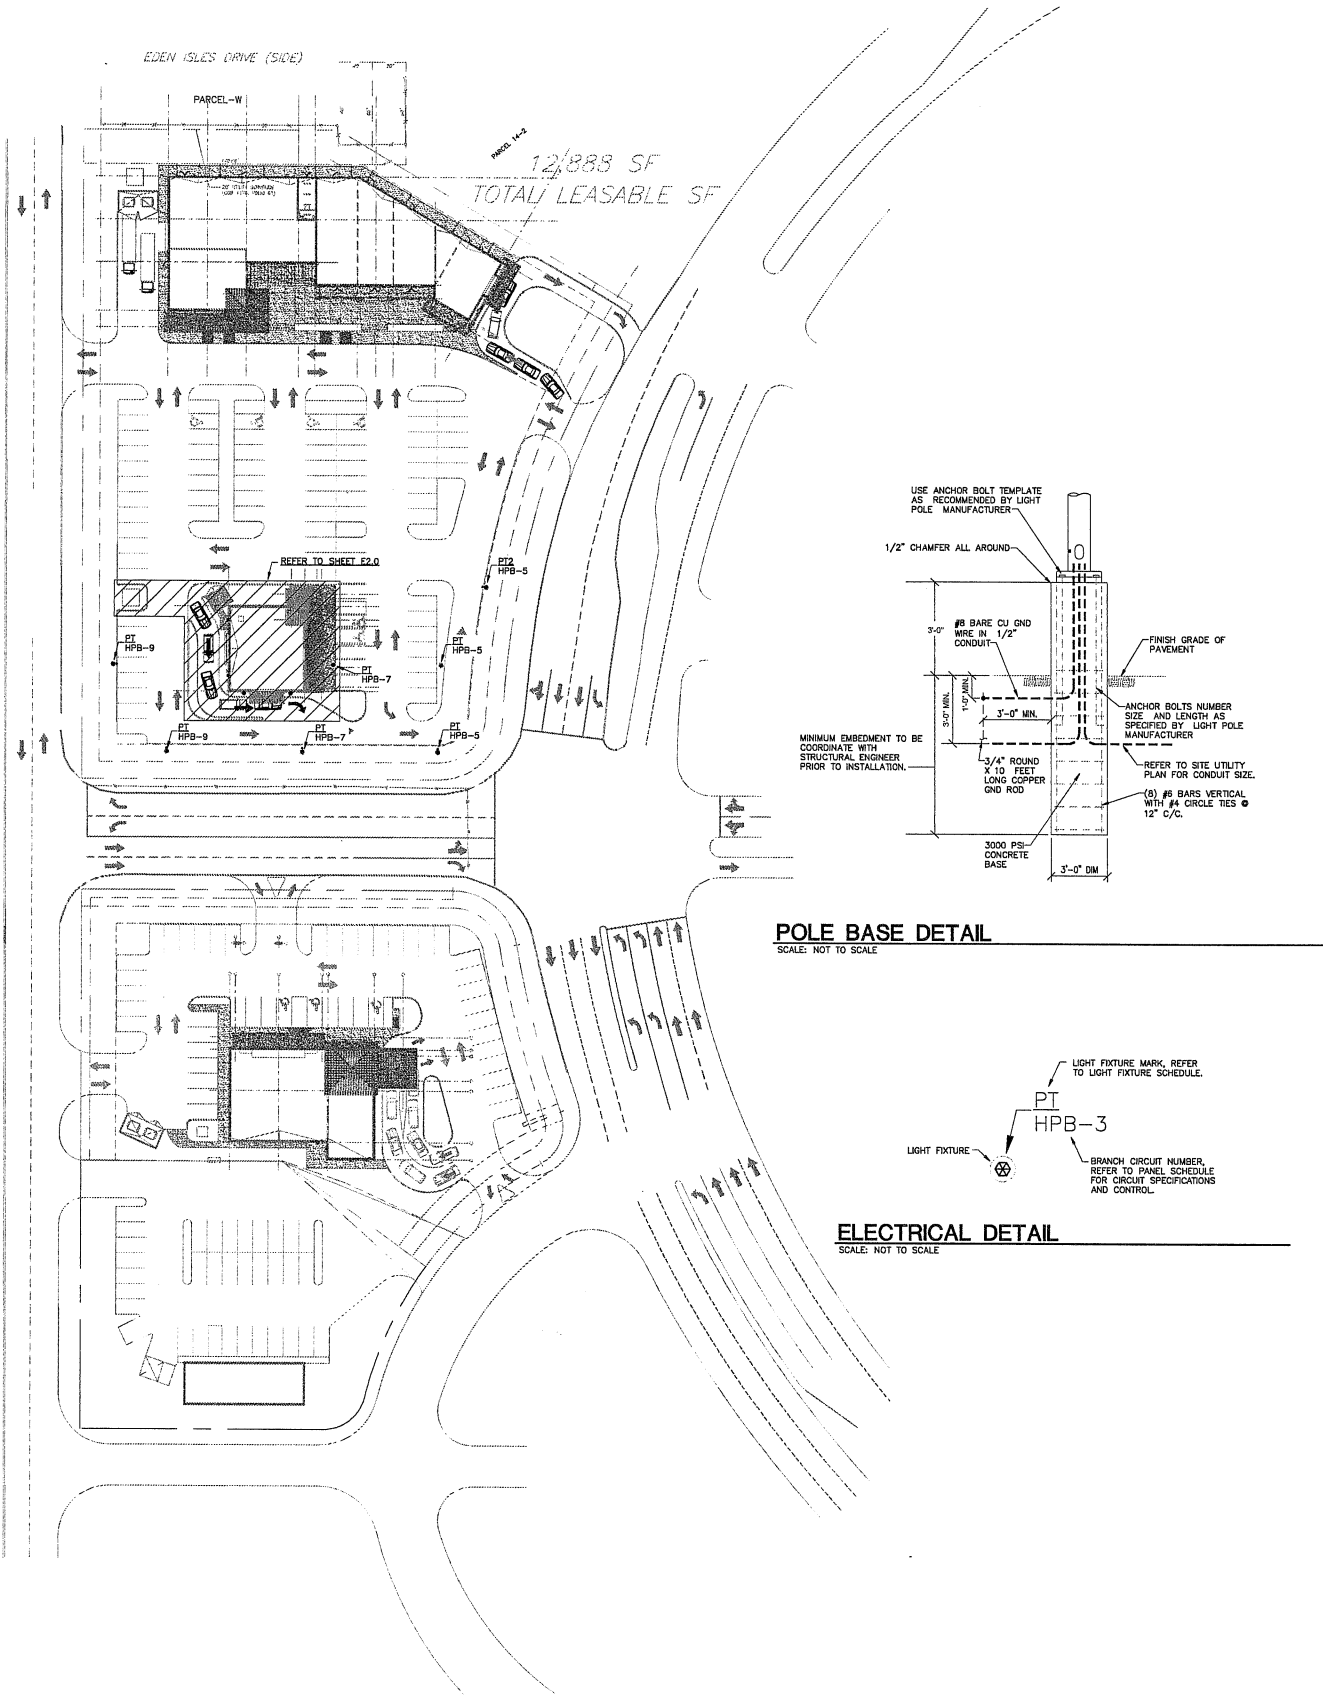 EDEN ISLES DRIVE (SIDE)
PARCEL-W
PARCEL 14-2
12,888 SF
TOTAL LEASABLE SF
REFER TO SHEET E2.0
PT2
HPB-5
PT
HPB-9
PT
HPB-5
PT
HPB-7
PT
HPB-9
PT
HPB-7
PT
HPB-5
USE ANCHOR BOLT TEMPLATE
AS RECOMMENDED BY LIGHT
POLE MANUFACTURER
1/2" CHAMFER ALL AROUND
3'-0"
#8 BARE CU GND
WIRE IN 1/2"
CONDUIT
FINISH GRADE OF
PAVEMENT
3'-0" MIN.
1'-0" MIN.
3'-0" MIN.
ANCHOR BOLTS NUMBER
SIZE AND LENGTH AS
SPECIFIED BY LIGHT POLE
MANUFACTURER
MINIMUM EMBEDMENT TO BE
COORDINATE WITH
STRUCTURAL ENGINEER
PRIOR TO INSTALLATION.
3/4" ROUND
X 10 FEET
LONG COPPER
GND ROD
REFER TO SITE UTILITY
PLAN FOR CONDUIT SIZE.
(8) #6 BARS VERTICAL
WITH #4 CIRCLE TIES @
12" C/C.
3000 PSI
CONCRETE
BASE
3'-0" DIM
POLE BASE DETAIL
SCALE: NOT TO SCALE
LIGHT FIXTURE MARK, REFER
TO LIGHT FIXTURE SCHEDULE.
PT
HPB-3
LIGHT FIXTURE
BRANCH CIRCUIT NUMBER,
REFER TO PANEL SCHEDULE
FOR CIRCUIT SPECIFICATIONS
AND CONTROL.
ELECTRICAL DETAIL
SCALE: NOT TO SCALE